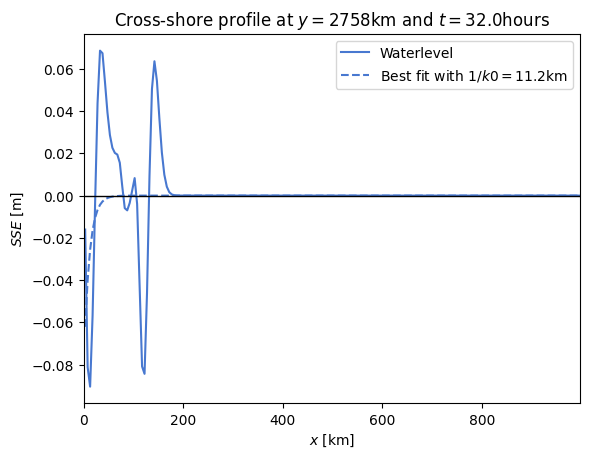 Cross-shore profile at y = 2758km and t = 32.0hours
Waterlevel
Best fit with 1/k0 = 11.2km
0.06
0.04
0.02
0.00
−0.02
−0.04
−0.06
−0.08
SSE [m]
0
200
400
600
800
x [km]